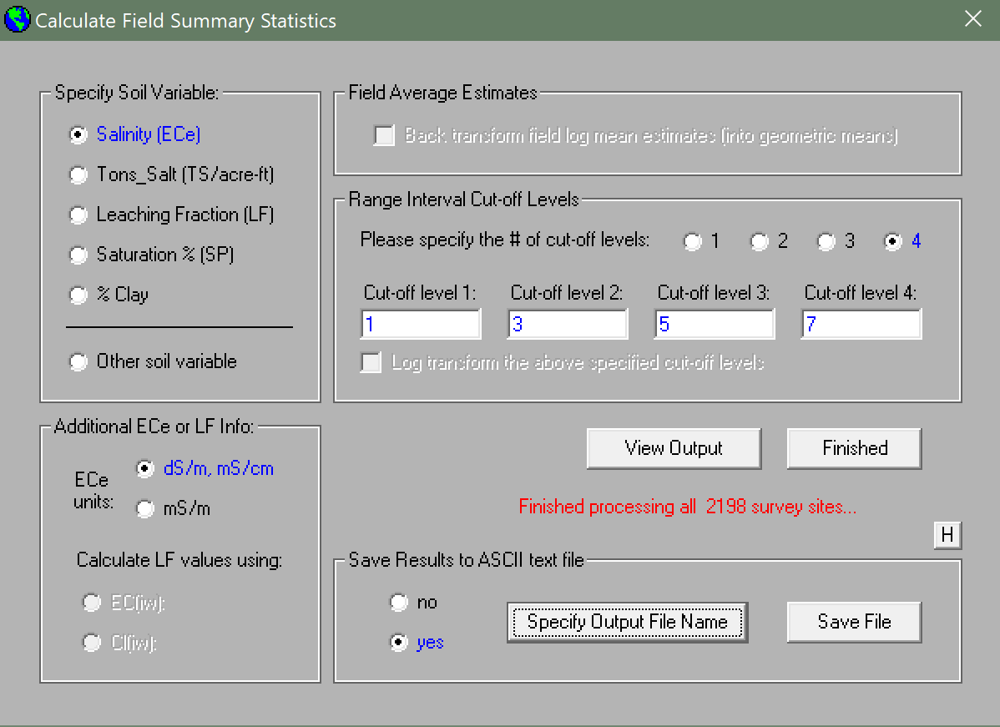 Calculate Field Summary Statistics
Specify Soil Variable:
Salinity (ECe)
Tons_Salt (TS/acre-ft)
Leaching Fraction (LF)
Saturation % (SP)
% Clay
Other soil variable
Field Average Estimates
Back transform field log mean estimates (into geometric means)
Range Interval Cut-off Levels
Please specify the # of cut-off levels: 1 2 3 4
Cut-off level 1: Cut-off level 2: Cut-off level 3: Cut-off level 4:
1 3 5 7
Log transform the above specified cut-off levels
Additional ECe or LF Info:
ECe units:
dS/m, mS/cm
mS/m
Calculate LF values using:
EC(iw):
Cl(iw):
View Output Finished
Finished processing all 2198 survey sites...
H
Save Results to ASCII text file
no
yes
Specify Output File Name Save File